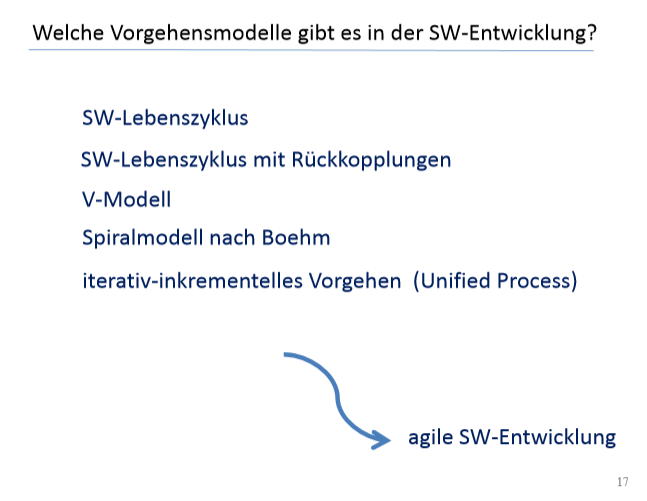 Welche Vorgehensmodelle gibt es in der SW-Entwicklung?
SW-Lebenszyklus
SW-Lebenszyklus mit Rückkopplungen
V-Modell
Spiralmodell nach Boehm
iterativ-inkrementelles Vorgehen (Unified Process)
agile SW-Entwicklung
17